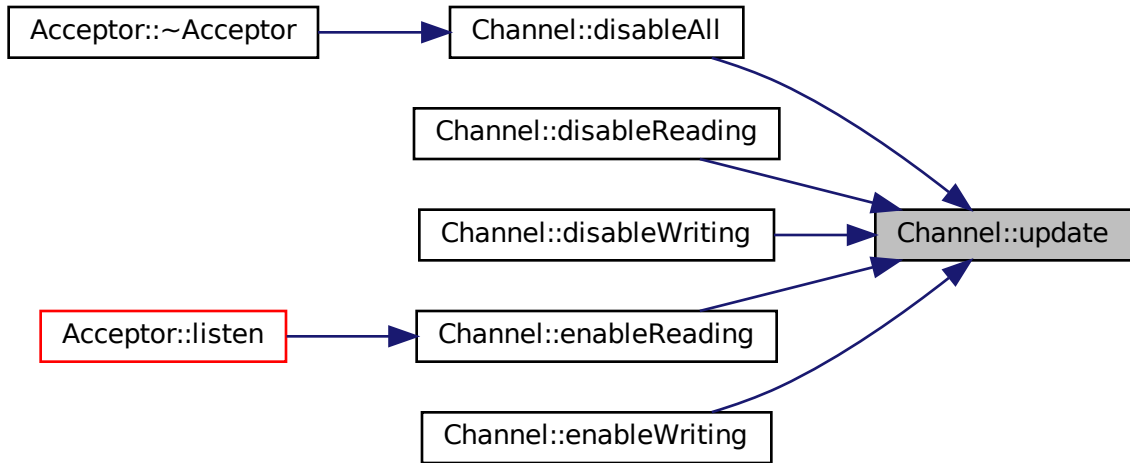 Acceptor::~Acceptor
Channel::disableAll
Channel::disableReading
Channel::disableWriting
Channel::update
Acceptor::listen
Channel::enableReading
Channel::enableWriting